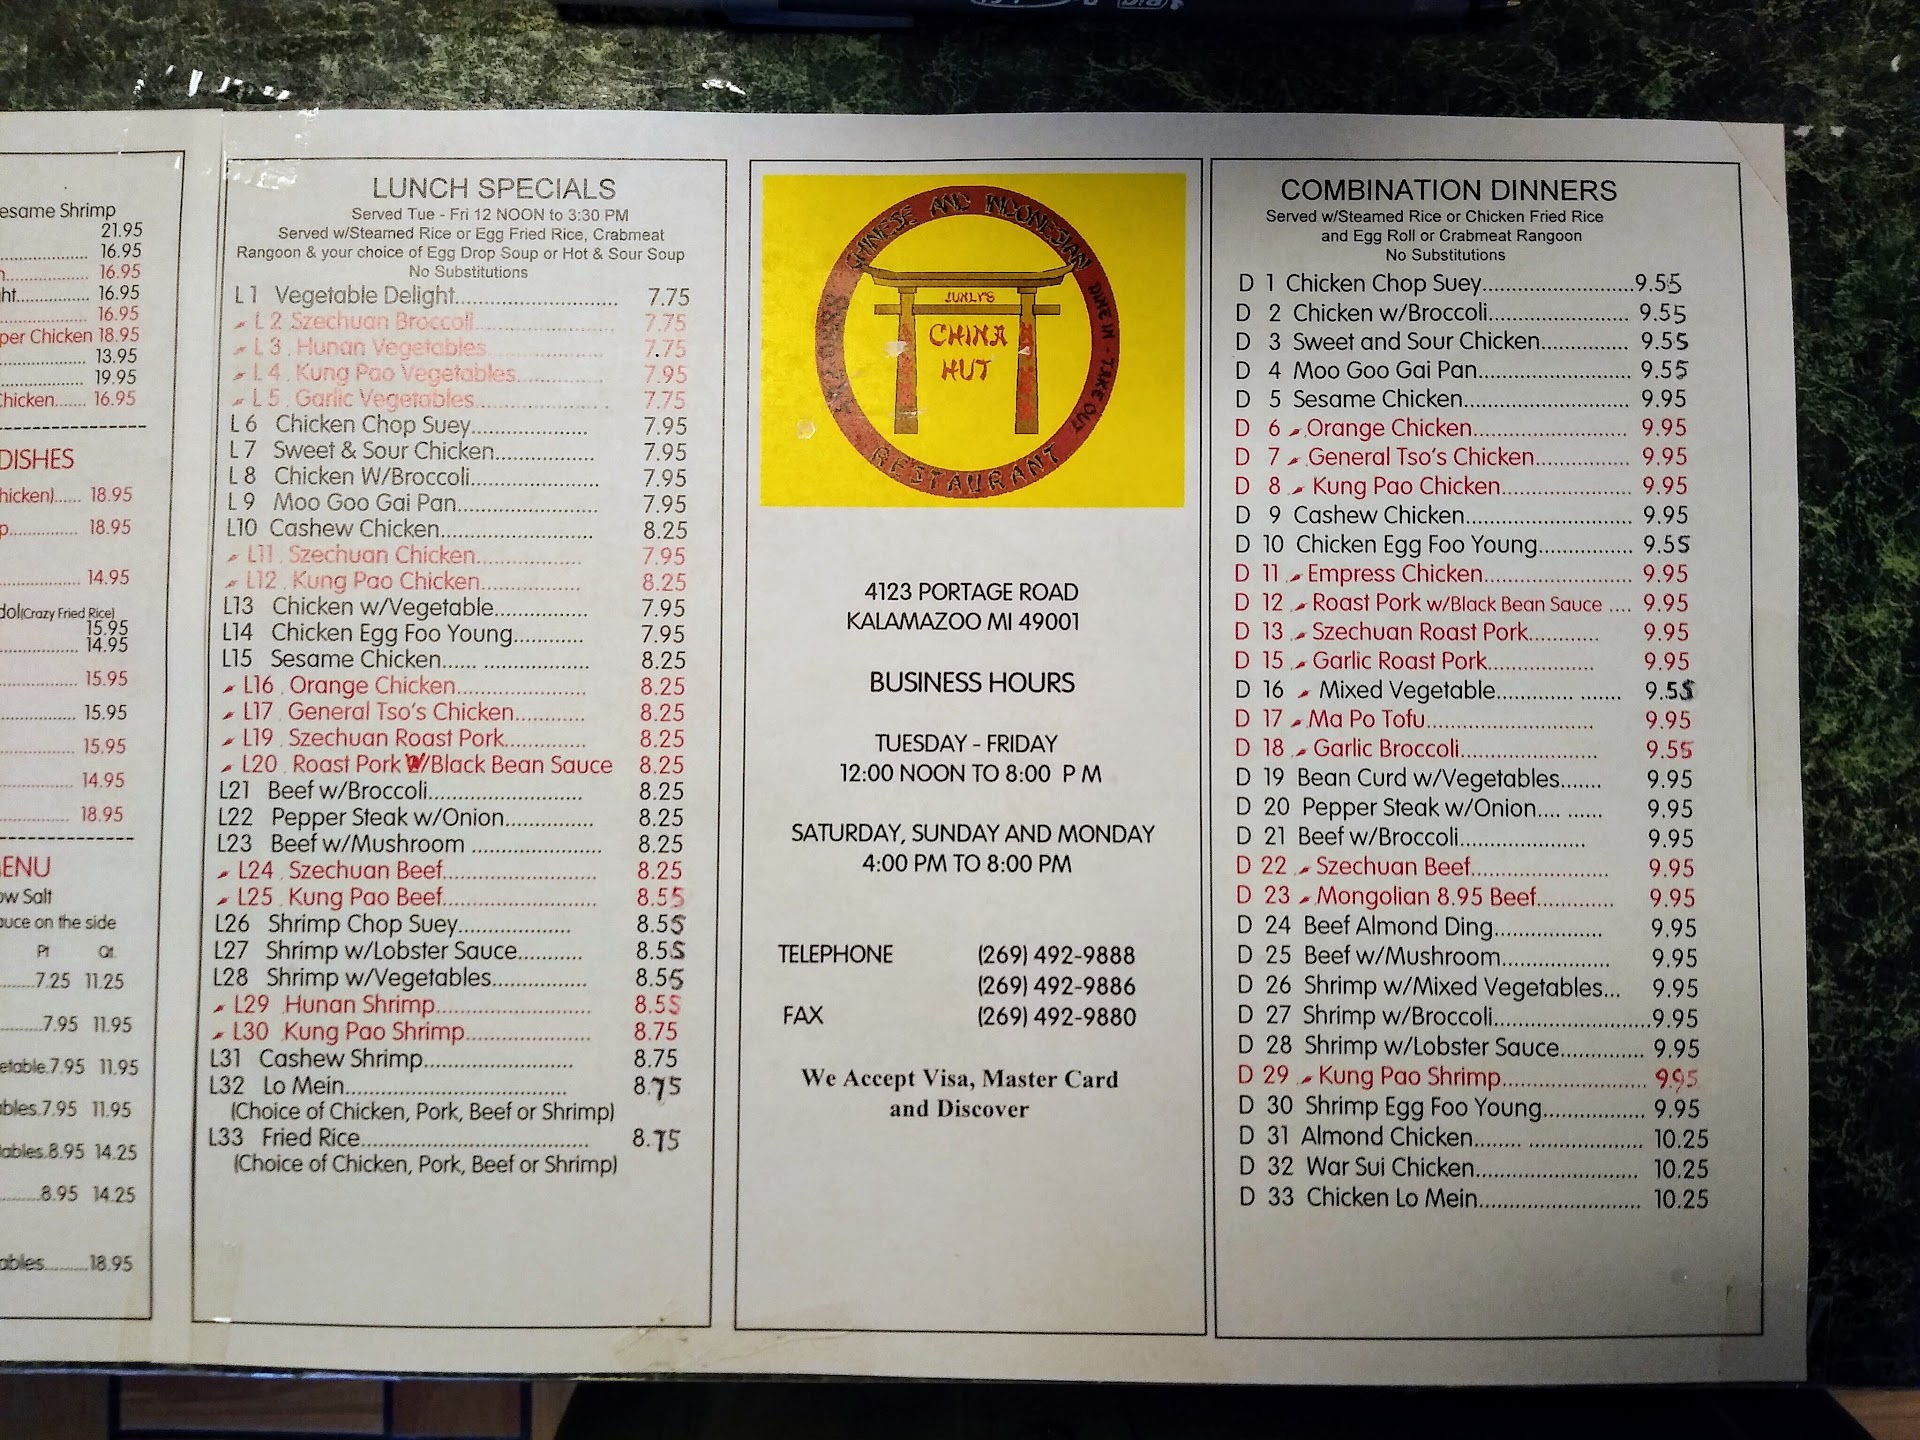 esame Shrimp
21.95
16.95
16.95
ht 16.95
16.95
per Chicken 18.95
13.95
19.95
Chicken 16.95
DISHES
hicken) 18.95
p 18.95
14.95
dol(Crazy Fried Rice)
15.95
14.95
15.95
15.95
15.95
14.95
18.95
ENU
ow Salt
auce on the side
Pt Qt.
7.25 11.25
7.95 11.95
etable.7.95 11.95
bles.7.95 11.95
tables.8.95 14.25
8.95 14.25
ables 18.95
LUNCH SPECIALS
Served Tue - Fri 12 NOON to 3:30 PM
Served w/Steamed Rice or Egg Fried Rice, Crabmeat
Rangoon & your choice of Egg Drop Soup or Hot & Sour Soup
No Substitutions
L 1 Vegetable Delight 7.75
L 2 Szechuan Broccoli 7.75
L 3 Hunan Vegetables 7.75
L 4 Kung Pao Vegetables 7.95
L 5 Garlic Vegetables 7.75
L 6 Chicken Chop Suey 7.95
L 7 Sweet & Sour Chicken 7.95
L 8 Chicken W/Broccoli 7.95
L 9 Moo Goo Gai Pan 7.95
L10 Cashew Chicken 8.25
L11 Szechuan Chicken 7.95
L12 Kung Pao Chicken 8.25
L13 Chicken w/Vegetable 7.95
L14 Chicken Egg Foo Young 7.95
L15 Sesame Chicken 8.25
L16 Orange Chicken 8.25
L17 General Tso's Chicken 8.25
L19 Szechuan Roast Pork 8.25
L20 Roast Pork W/Black Bean Sauce 8.25
L21 Beef w/Broccoli 8.25
L22 Pepper Steak w/Onion 8.25
L23 Beef w/Mushroom 8.25
L24 Szechuan Beef 8.25
L25 Kung Pao Beef 8.55
L26 Shrimp Chop Suey 8.55
L27 Shrimp w/Lobster Sauce 8.55
L28 Shrimp w/Vegetables 8.55
L29 Hunan Shrimp 8.55
L30 Kung Pao Shrimp 8.75
L31 Cashew Shrimp 8.75
L32 Lo Mein 8.75
(Choice of Chicken, Pork, Beef or Shrimp)
L33 Fried Rice 8.75
(Choice of Chicken, Pork, Beef or Shrimp)
CHINESE AND INDONESIAN
DINE IN - TAKE OUT
RESTAURANT
JUNLY'S
CHINA
HUT
4123 PORTAGE ROAD
KALAMAZOO MI 49001
BUSINESS HOURS
TUESDAY - FRIDAY
12:00 NOON TO 8:00 P M
SATURDAY, SUNDAY AND MONDAY
4:00 PM TO 8:00 PM
TELEPHONE (269) 492-9888
(269) 492-9886
FAX (269) 492-9880
We Accept Visa, Master Card
and Discover
COMBINATION DINNERS
Served w/Steamed Rice or Chicken Fried Rice
and Egg Roll or Crabmeat Rangoon
No Substitutions
D 1 Chicken Chop Suey 9.55
D 2 Chicken w/Broccoli 9.55
D 3 Sweet and Sour Chicken 9.55
D 4 Moo Goo Gai Pan 9.55
D 5 Sesame Chicken 9.95
D 6 Orange Chicken 9.95
D 7 General Tso's Chicken 9.95
D 8 Kung Pao Chicken 9.95
D 9 Cashew Chicken 9.95
D 10 Chicken Egg Foo Young 9.55
D 11 Empress Chicken 9.95
D 12 Roast Pork w/Black Bean Sauce 9.95
D 13 Szechuan Roast Pork 9.95
D 15 Garlic Roast Pork 9.95
D 16 Mixed Vegetable 9.55
D 17 Ma Po Tofu 9.95
D 18 Garlic Broccoli 9.55
D 19 Bean Curd w/Vegetables 9.95
D 20 Pepper Steak w/Onion 9.95
D 21 Beef w/Broccoli 9.95
D 22 Szechuan Beef 9.95
D 23 Mongolian 8.95 Beef 9.95
D 24 Beef Almond Ding 9.95
D 25 Beef w/Mushroom 9.95
D 26 Shrimp w/Mixed Vegetables 9.95
D 27 Shrimp w/Broccoli 9.95
D 28 Shrimp w/Lobster Sauce 9.95
D 29 Kung Pao Shrimp 9.95
D 30 Shrimp Egg Foo Young 9.95
D 31 Almond Chicken 10.25
D 32 War Sui Chicken 10.25
D 33 Chicken Lo Mein 10.25